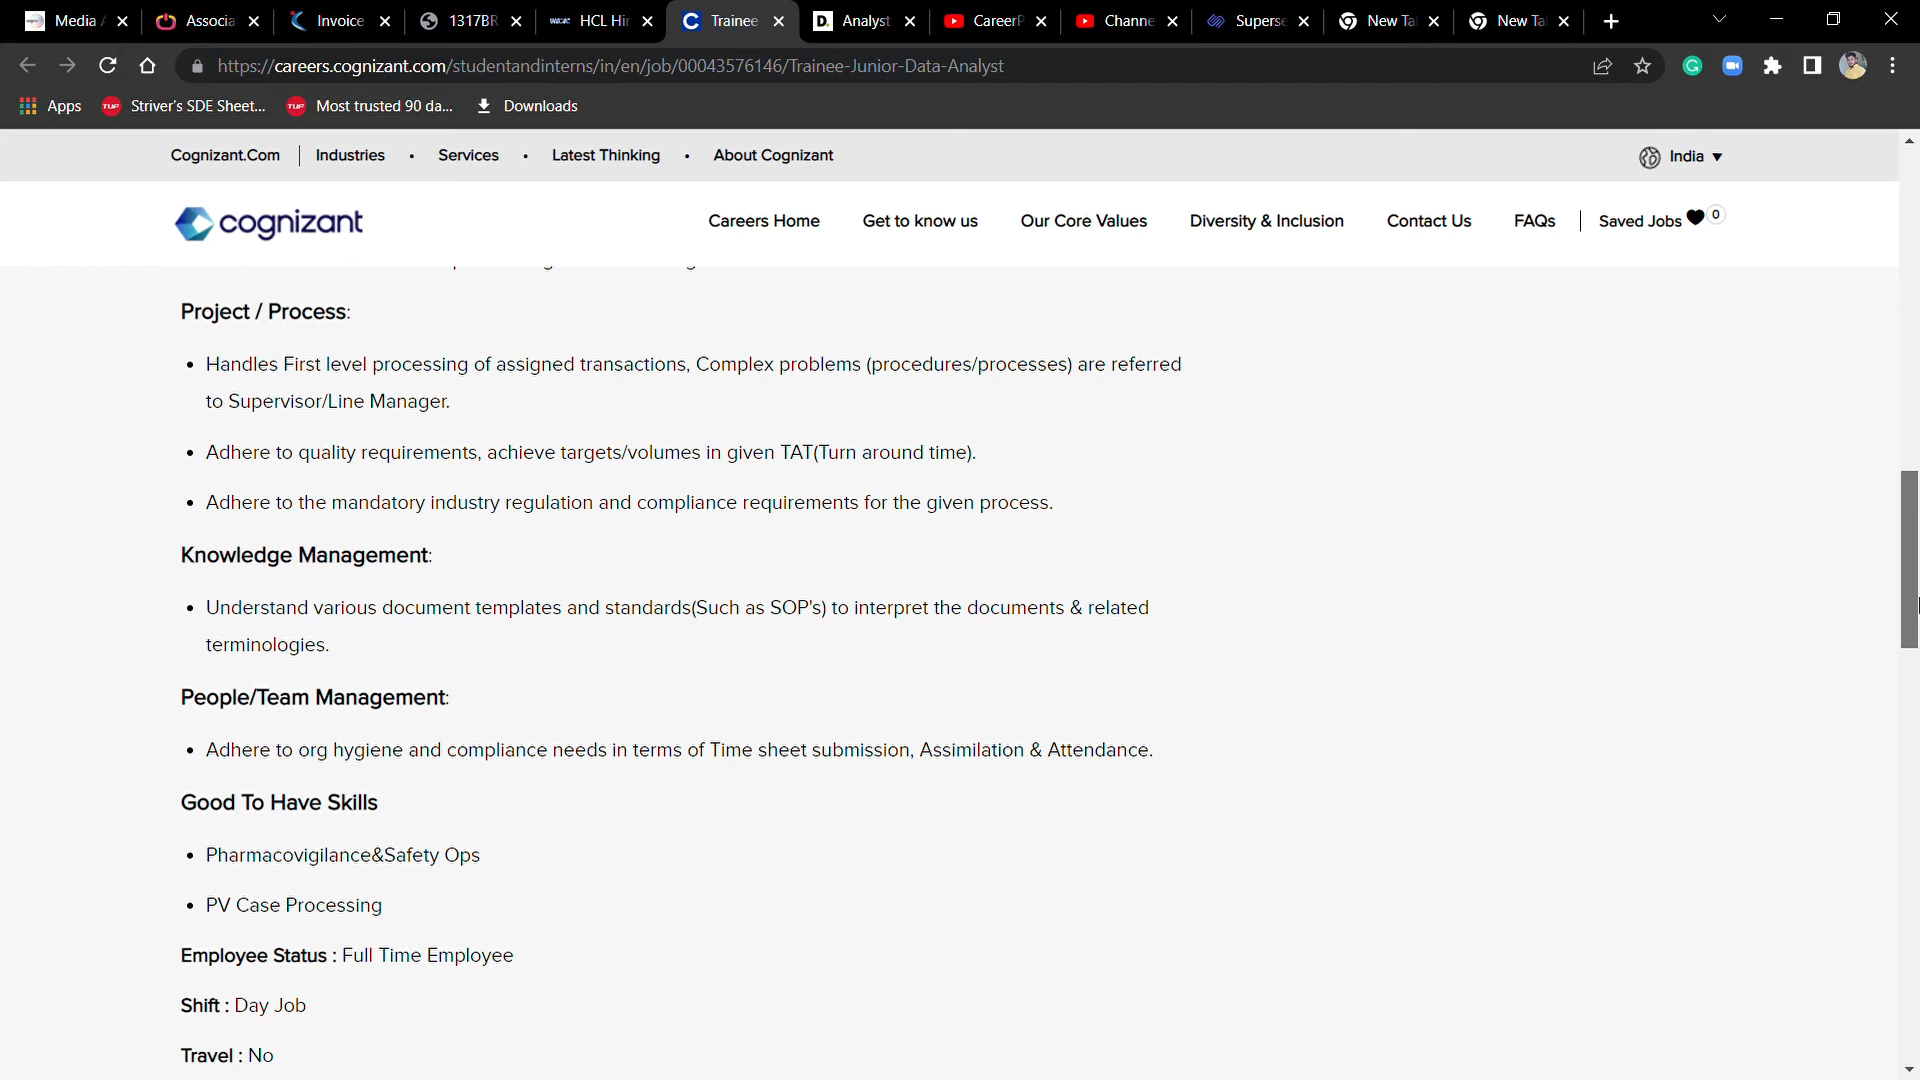 Media A
Associa
Invoice
1317BR
HCL Hir
Trainee
Analyst
CareerP
Channe
Superse
New Ta
New Ta
https://careers.cognizant.com/studentandinterns/in/en/job/00043576146/Trainee-Junior-Data-Analyst
Apps
Striver's SDE Sheet...
Most trusted 90 da...
Downloads
Cognizant.Com
Industries
• Services
• Latest Thinking
• About Cognizant
India
cognizant
Careers Home
Get to know us
Our Core Values
Diversity & Inclusion
Contact Us
FAQs
Saved Jobs 0
Project / Process:
• Handles First level processing of assigned transactions, Complex problems (procedures/processes) are referred
to Supervisor/Line Manager.
• Adhere to quality requirements, achieve targets/volumes in given TAT(Turn around time).
• Adhere to the mandatory industry regulation and compliance requirements for the given process.
Knowledge Management:
• Understand various document templates and standards(Such as SOP's) to interpret the documents & related
terminologies.
People/Team Management:
• Adhere to org hygiene and compliance needs in terms of Time sheet submission, Assimilation & Attendance.
Good To Have Skills
• Pharmacovigilance&Safety Ops
• PV Case Processing
Employee Status : Full Time Employee
Shift : Day Job
Travel : No